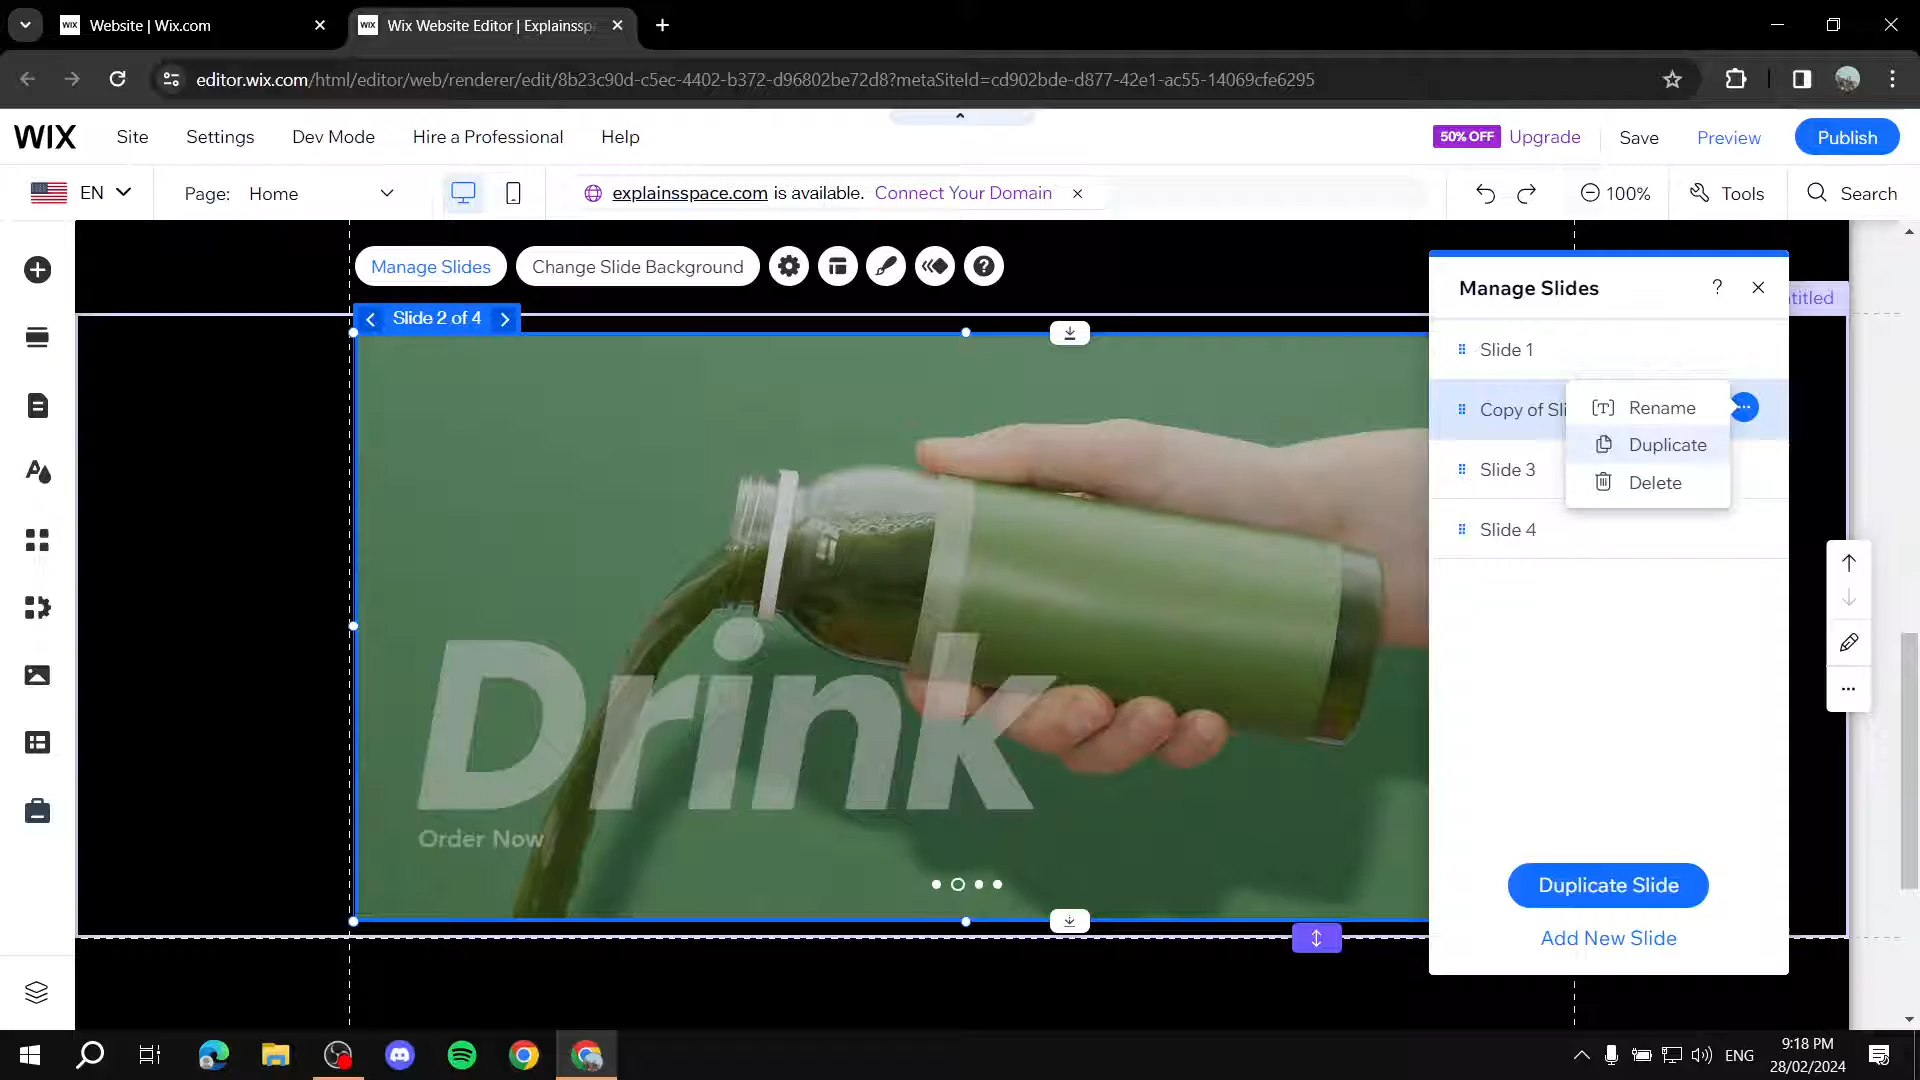 Website | Wix.com
Wix Website Editor | Explainssp
editor.wix.com/html/editor/web/renderer/edit/8b23c90d-c5ec-4402-b372-d96802be72d8?metaSiteId=cd902bde-d877-42e1-ac55-14069cfe6295
WIX Site Settings Dev Mode Hire a Professional Help 50% OFF Upgrade Save Preview Publish
EN Page: Home explainsspace.com is available. Connect Your Domain 100% Tools Search
Manage Slides Change Slide Background
Slide 2 of 4
Manage Slides
Slide 1
Copy of Sli
Rename
Duplicate
Delete
Slide 3
Slide 4
Drink
Order Now
Duplicate Slide
Add New Slide
ENG
9:18 PM
28/02/2024